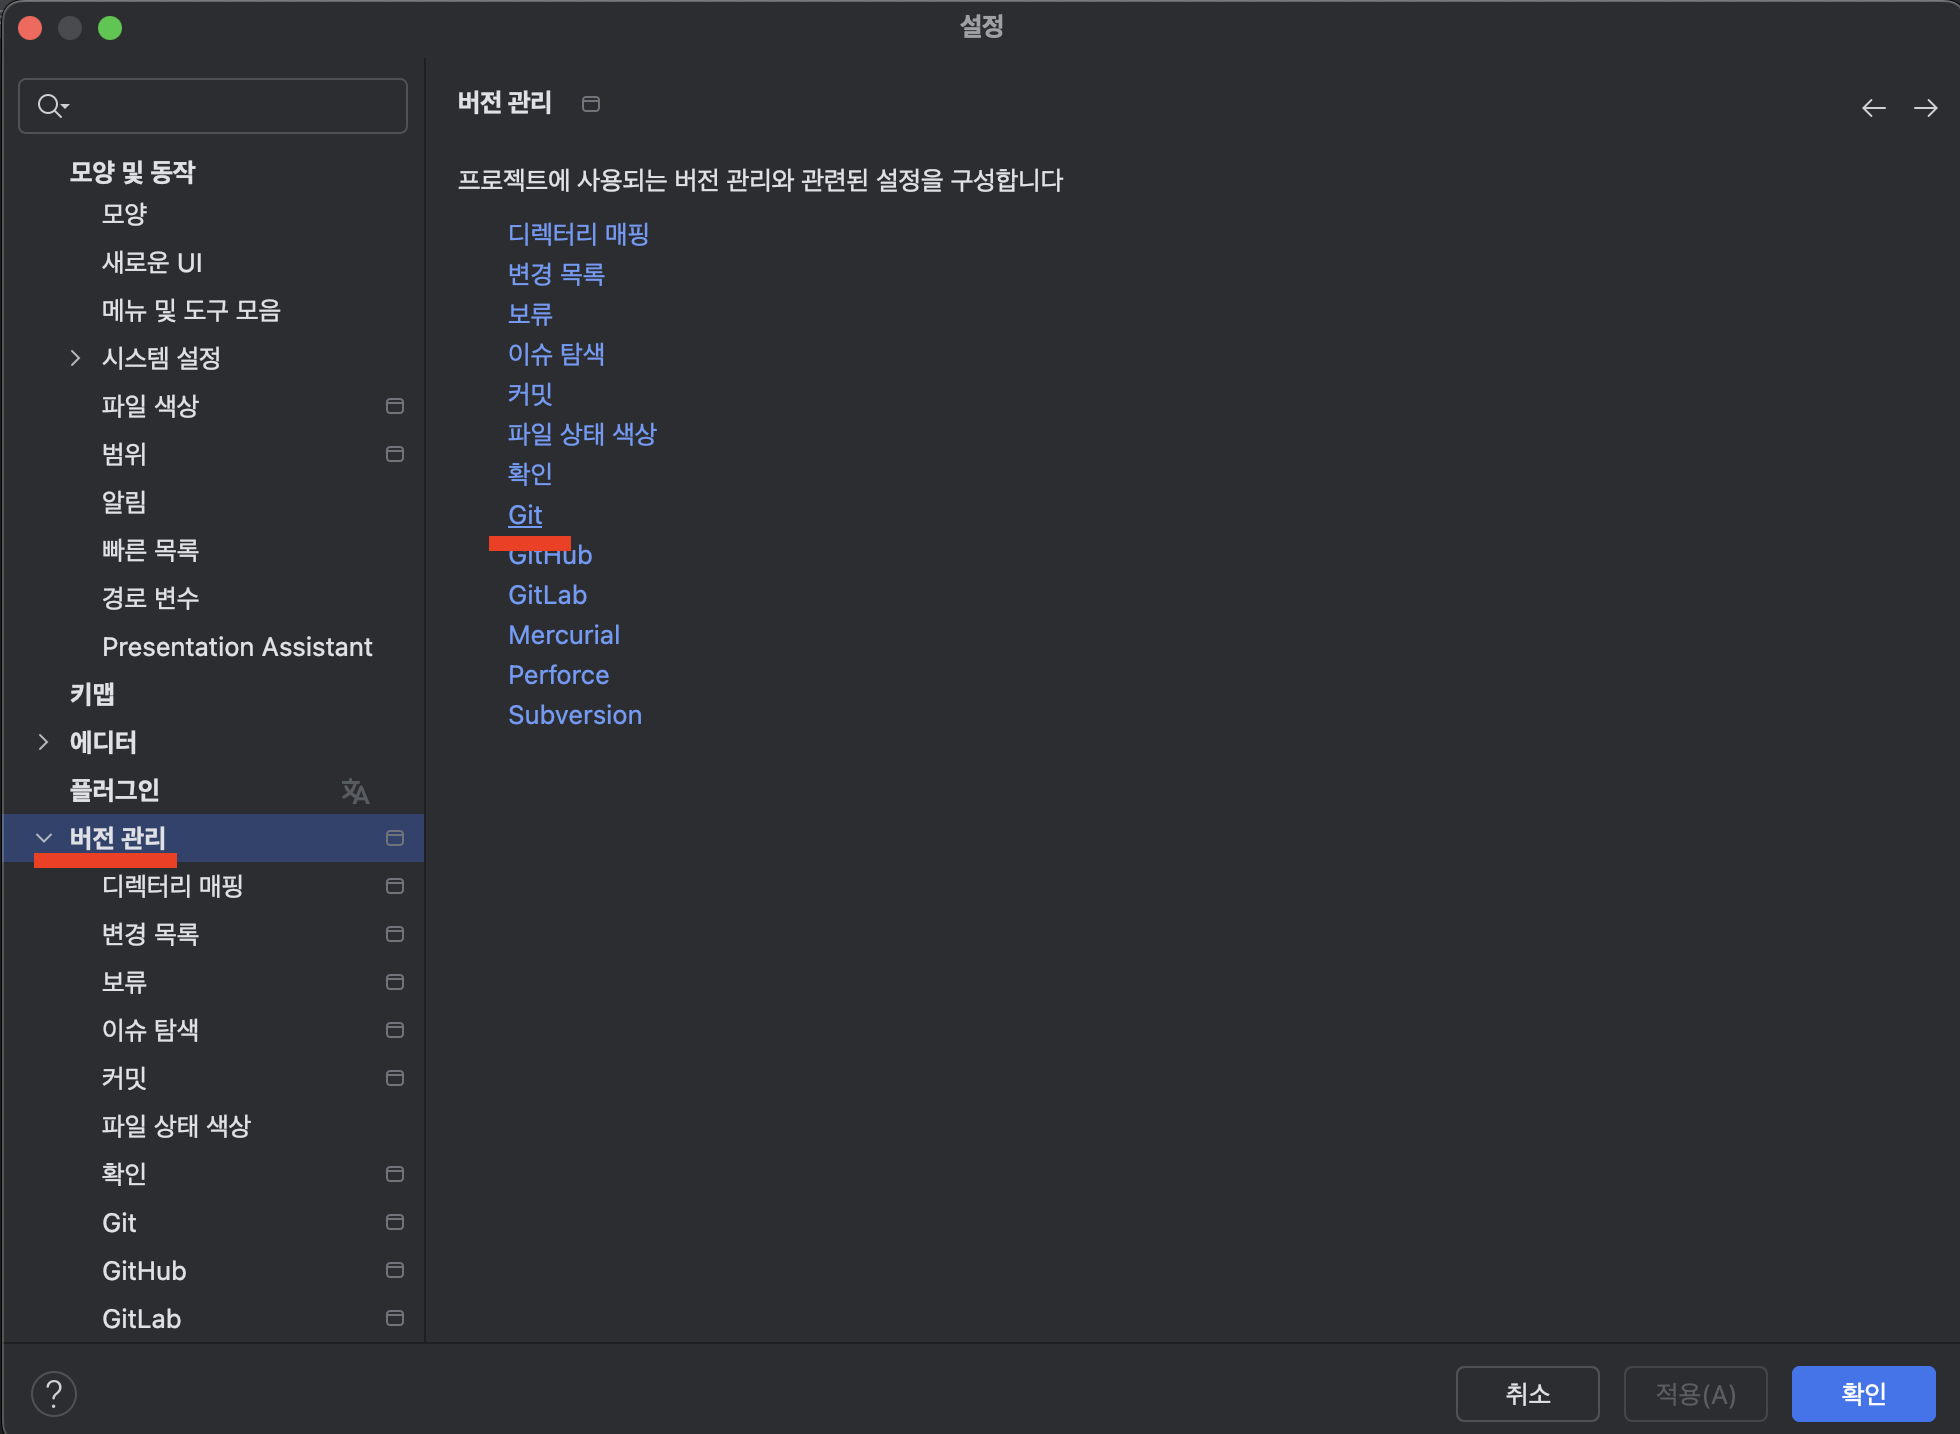 설정
모양 및 동작
모양
새로운 UI
메뉴 및 도구 모음
시스템 설정
파일 색상
범위
알림
빠른 목록
경로 변수
Presentation Assistant
키맵
에디터
플러그인
버전 관리
디렉터리 매핑
변경 목록
보류
이슈 탐색
커밋
파일 상태 색상
확인
Git
GitHub
GitLab
버전 관리
프로젝트에 사용되는 버전 관리와 관련된 설정을 구성합니다
디렉터리 매핑
변경 목록
보류
이슈 탐색
커밋
파일 상태 색상
확인
Git
GitHub
GitLab
Mercurial
Perforce
Subversion
?
취소
적용(A)
확인